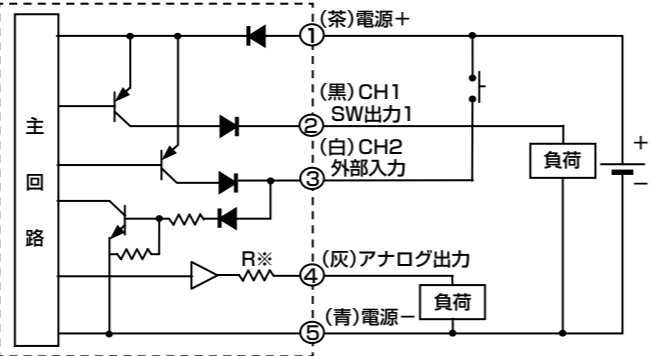 主回路
①
(茶)電源+
②
(黒)CH1
SW出力1
③
(白)CH2
外部入力
負荷
+
−
R※
④
(灰)アナログ出力
負荷
⑤
(青)電源−